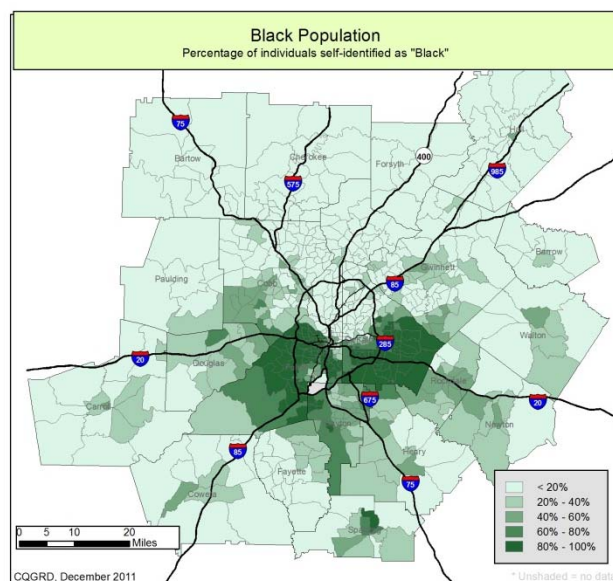 Black Population
Percentage of individuals self-identified as "Black"
75
Bartow
Cherokee
575
Forsyth
400
Hall
985
Paulding
Cobb
Gwinnett
85
Barrow
Walton
20
Douglas
285
Rockdale
Carroll
675
Newton
20
Clayton
Henry
85
Fayette
75
Coweta
Spalding
< 20%
20% - 40%
40% - 60%
60% - 80%
80% - 100%
0 5 10 20
Miles
CQGRD, December 2011
* Unshaded = no data